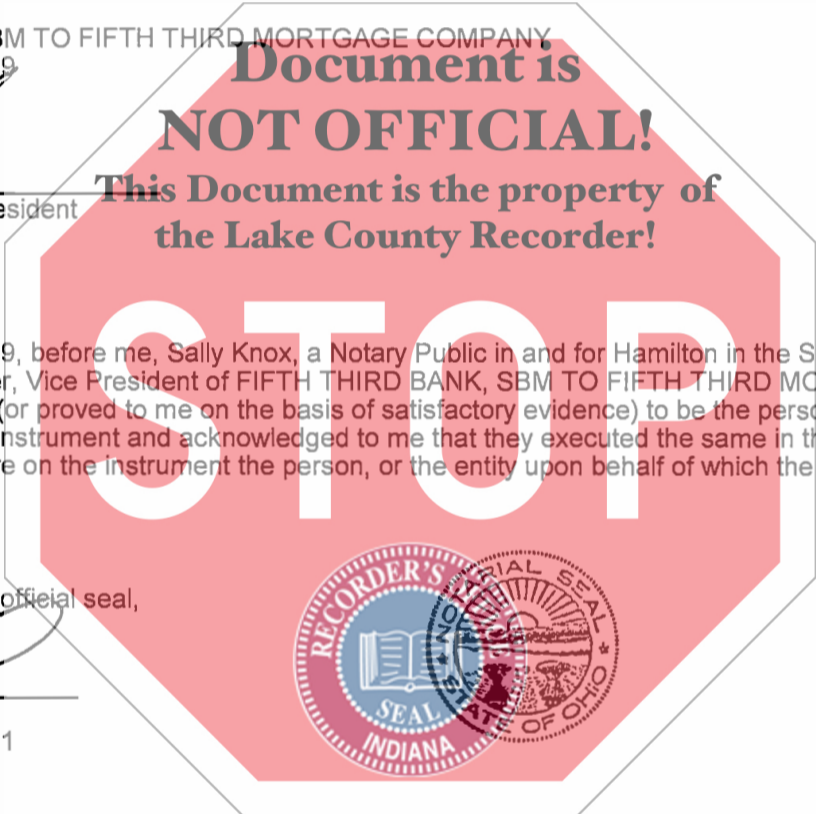 BM TO FIFTH THIRD MORTGAGE COMPANY
9
Document is
NOT OFFICIAL!
This Document is the property of
esident
the Lake County Recorder!
STOP
9, before me, Sally Knox, a Notary Public in and for Hamilton in the S
r, Vice President of FIFTH THIRD BANK, SBM TO FIFTH THIRD MO
(or proved to me on the basis of satisfactory evidence) to be the perso
nstrument and acknowledged to me that they executed the same in th
e on the instrument the person, or the entity upon behalf of which the
official seal,
RECORDER'S
SEAL
INDIANA
NOTARIAL SEAL
STATE OF OHIO
1